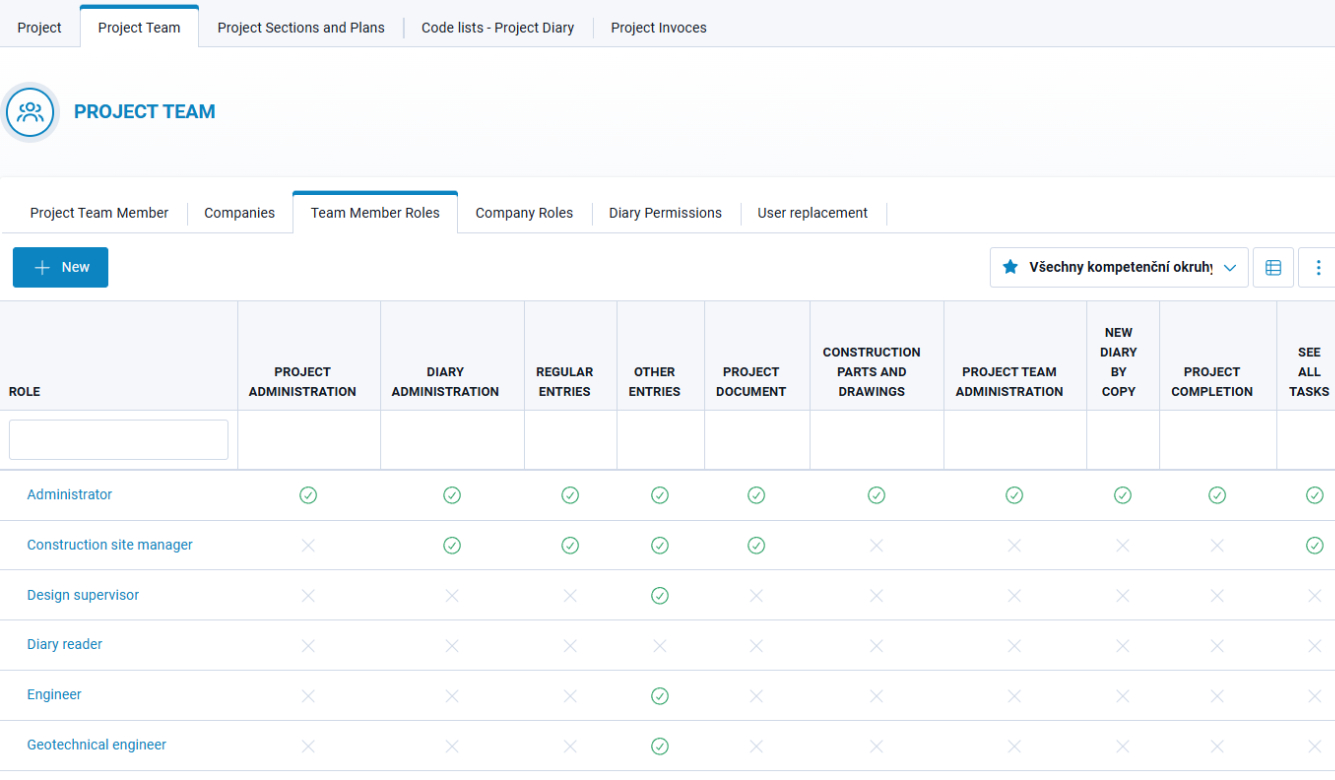 Project Project Team Project Sections and Plans Code lists - Project Diary Project Invoces
PROJECT TEAM
Project Team Member Companies Team Member Roles Company Roles Diary Permissions User replacement
New Všechny kompetenční okruhy
ROLE
PROJECT
ADMINISTRATION
DIARY
ADMINISTRATION
REGULAR
ENTRIES
OTHER
ENTRIES
PROJECT
DOCUMENT
CONSTRUCTION
PARTS AND
DRAWINGS
PROJECT TEAM
ADMINISTRATION
NEW
DIARY
BY
COPY
PROJECT
COMPLETION
SEE
ALL
TASKS
Administrator
Construction site manager
Design supervisor
Diary reader
Engineer
Geotechnical engineer